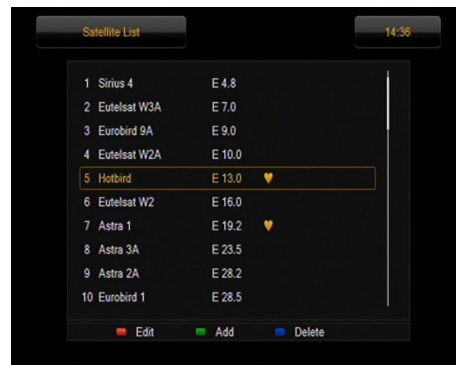 Satellite List 14:36
1 Sirius 4 E 4.8
2 Eutelsat W3A E 7.0
3 Eurobird 9A E 9.0
4 Eutelsat W2A E 10.0
5 Hotbird E 13.0
6 Eutelsat W2 E 16.0
7 Astra 1 E 19.2
8 Astra 3A E 23.5
9 Astra 2A E 28.2
10 Eurobird 1 E 28.5
Edit Add Delete